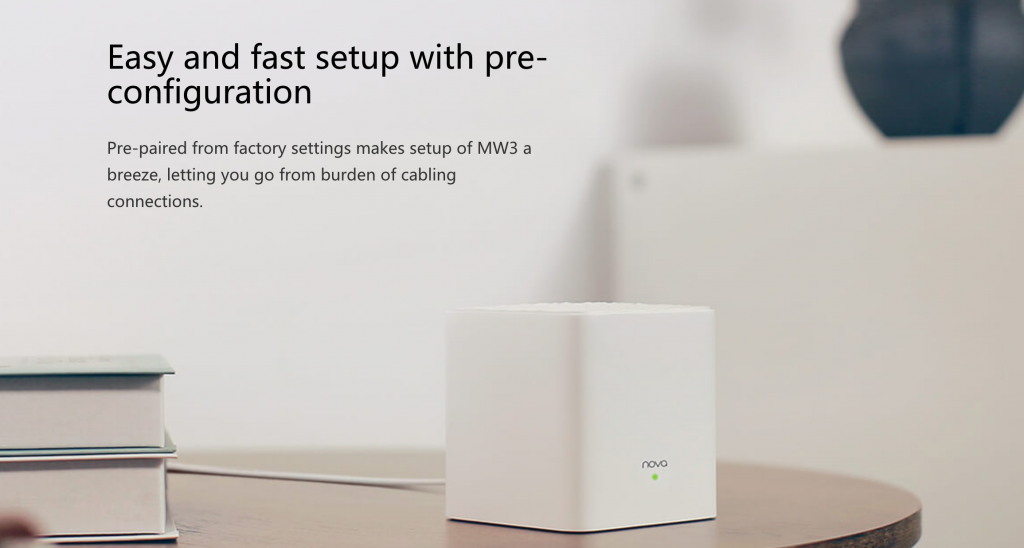 Easy and fast setup with pre-
configuration
Pre-paired from factory settings makes setup of MW3 a
breeze, letting you go from burden of cabling
connections.
nova